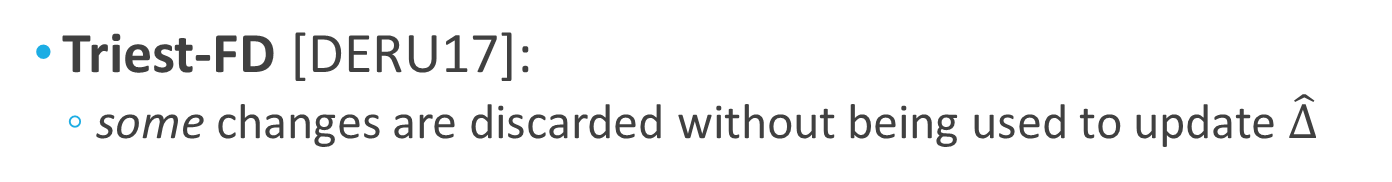 • Triest-FD [DERU17]:
◦ some changes are discarded without being used to update Δ̂